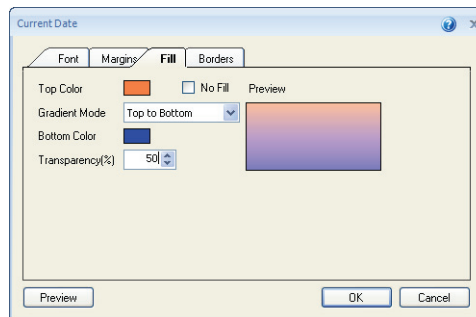 Current Date
Font Margins Fill Borders
Top Color No Fill Preview
Gradient Mode Top to Bottom
Bottom Color
Transparency(%) 50
Preview OK Cancel